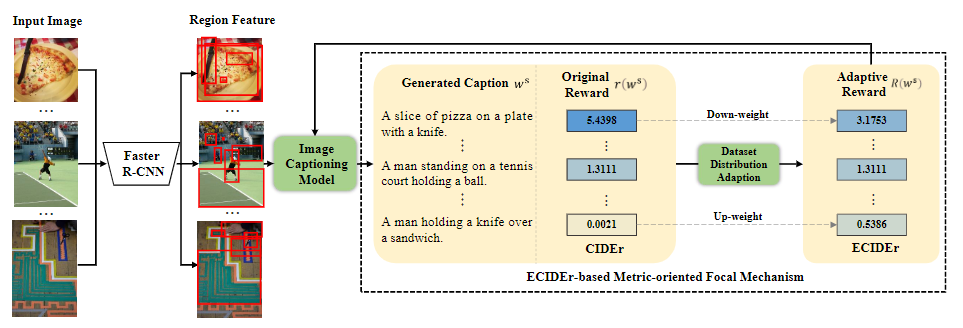 Input Image
Region Feature
...
...
Faster
R-CNN
Image
Captioning
Model
Generated Caption wˢ
Original
Reward r(wˢ)
Adaptive
Reward R(wˢ)
A slice of pizza on a plate
with a knife.
5.4398
Down-weight
3.1753
⋮
⋮
⋮
A man standing on a tennis
court holding a ball.
1.3111
Dataset
Distribution
Adaption
1.3111
⋮
⋮
⋮
A man holding a knife over
a sandwich.
0.0021
Up-weight
0.5386
CIDEr
ECIDEr
...
...
ECIDEr-based Metric-oriented Focal Mechanism